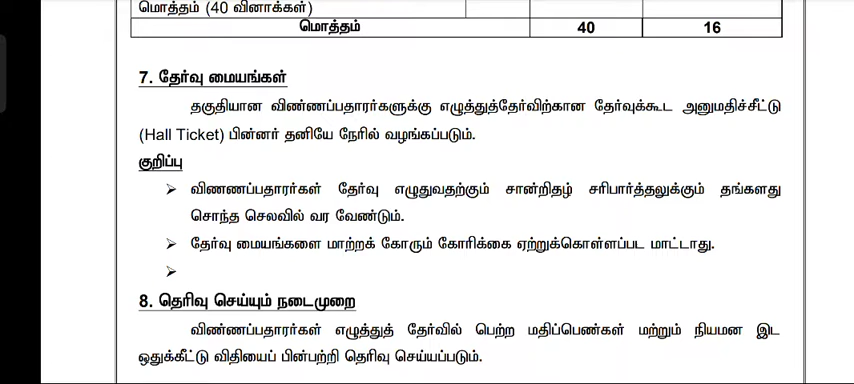 மொத்தம் (40 வினாக்கள்)
மொத்தம் 40 16
7. தேர்வு மையங்கள்
தகுதியான விண்ணப்பதாரர்களுக்கு எழுத்துத்தேர்விற்கான தேர்வுக்கூட அனுமதிச்சீட்டு
(Hall Ticket) பின்னர் தனியே நேரில் வழங்கப்படும்.
குறிப்பு
➢ விணணப்பதாரர்கள் தேர்வு எழுதுவதற்கும் சான்றிதழ் சரிபார்த்தலுக்கும் தங்களது
சொந்த செலவில் வர வேண்டும்.
➢ தேர்வு மையங்களை மாற்றக் கோரும் கோரிக்கை ஏற்றுக்கொள்ளப்பட மாட்டாது.
➢
8. தெரிவு செய்யும் நடைமுறை
விண்ணப்பதாரர்கள் எழுத்துத் தேர்வில் பெற்ற மதிப்பெண்கள் மற்றும் நியமன இட
ஒதுக்கீட்டு விதியைப் பின்பற்றி தெரிவு செய்யப்படும்.